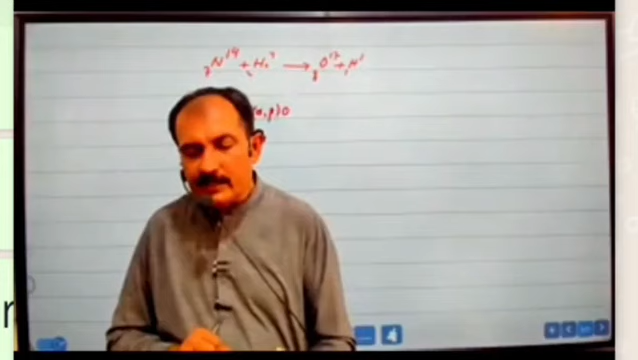 ₇N¹⁴ + ₂He⁴ ⟶ ₈O¹⁷ + ₁H¹
(α,p)O